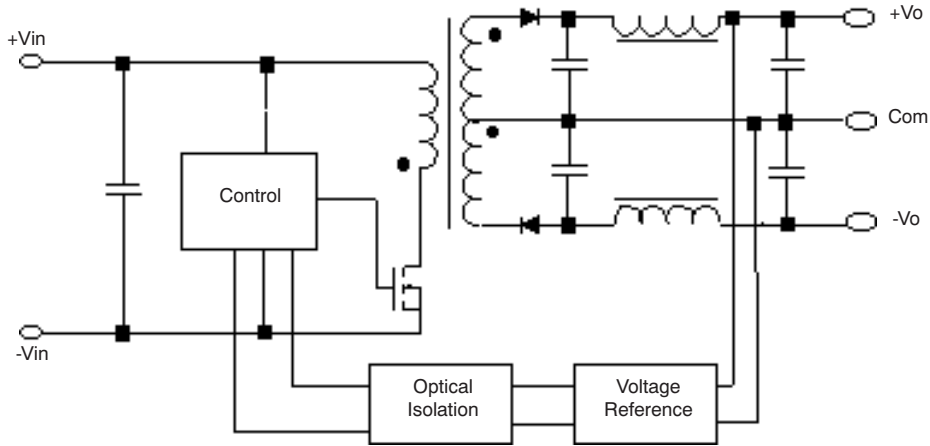 +Vin
+Vo
Com
Control
-Vo
-Vin
Optical
Isolation
Voltage
Reference